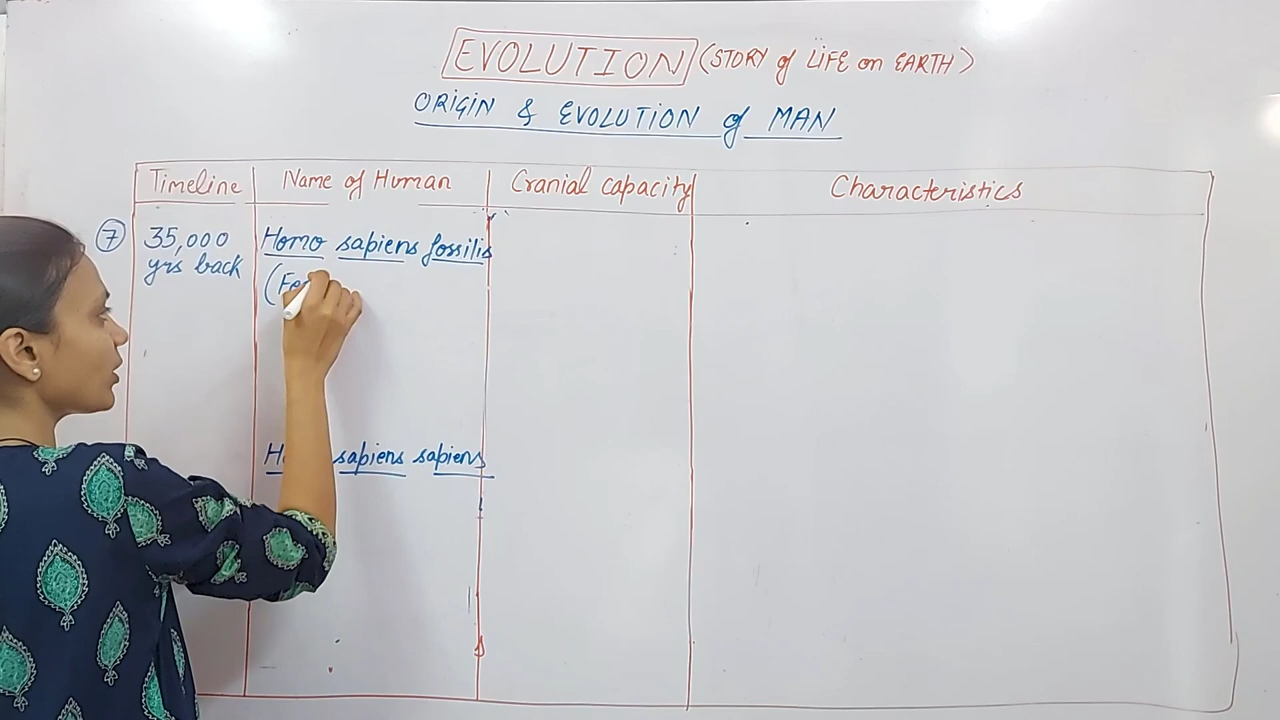 EVOLUTION (STORY of LiFE on EARTH)
ORiGiN & EVOLUTiON of MAN
Timeline Name of Human Cranial capacity Characteristics
7 35,000 Homo sapiens fossilis
yrs back
sapiens sapiens